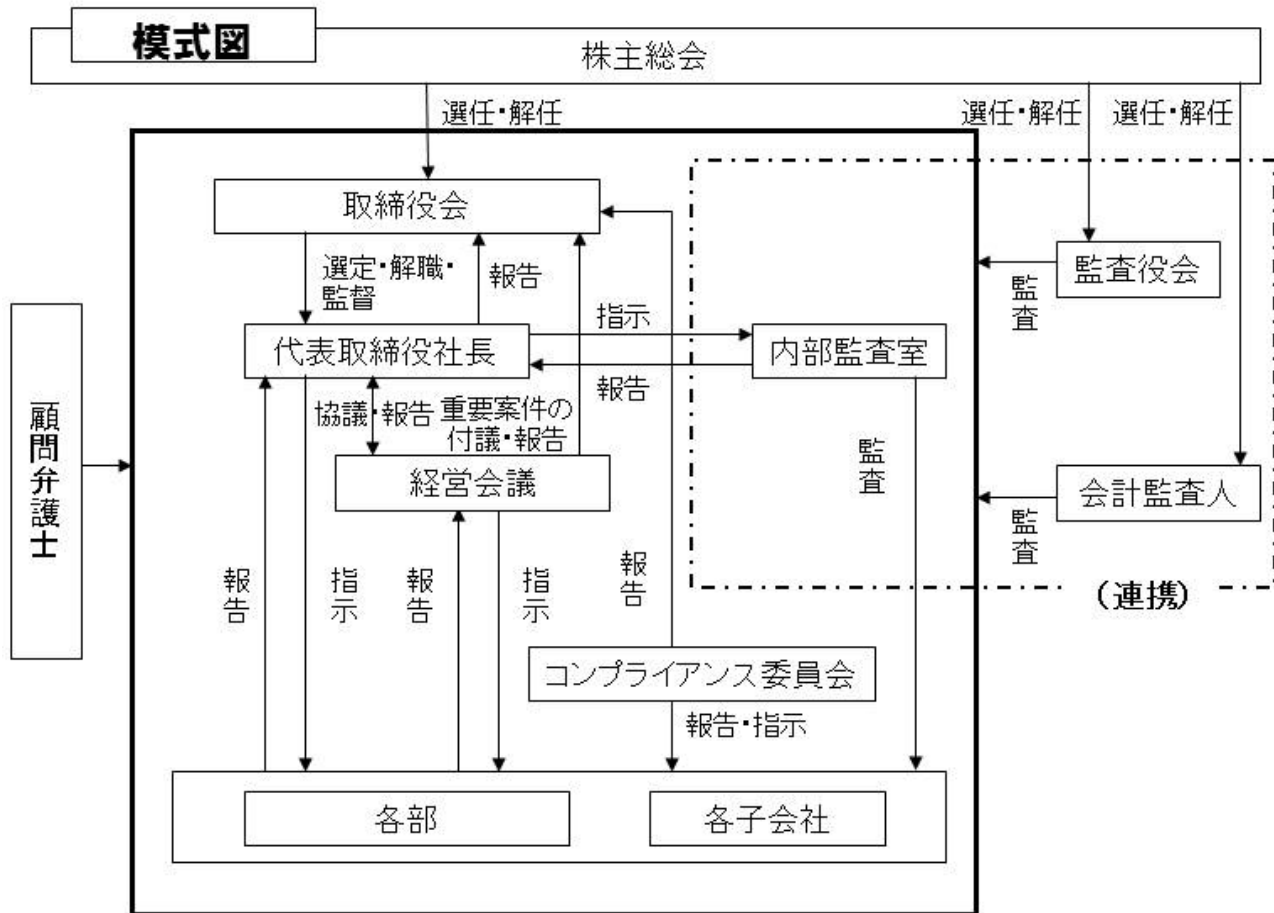 模式図
株主総会
選任・解任
選任・解任
選任・解任
取締役会
選定・解職・
監督
報告
指示
監査役会
監査
代表取締役社長
内部監査室
報告
協議・報告
重要案件の
付議・報告
顧問弁護士
経営会議
監査
会計監査人
監査
報告
指示
報告
指示
報告
（連携）
コンプライアンス委員会
報告・指示
各部
各子会社